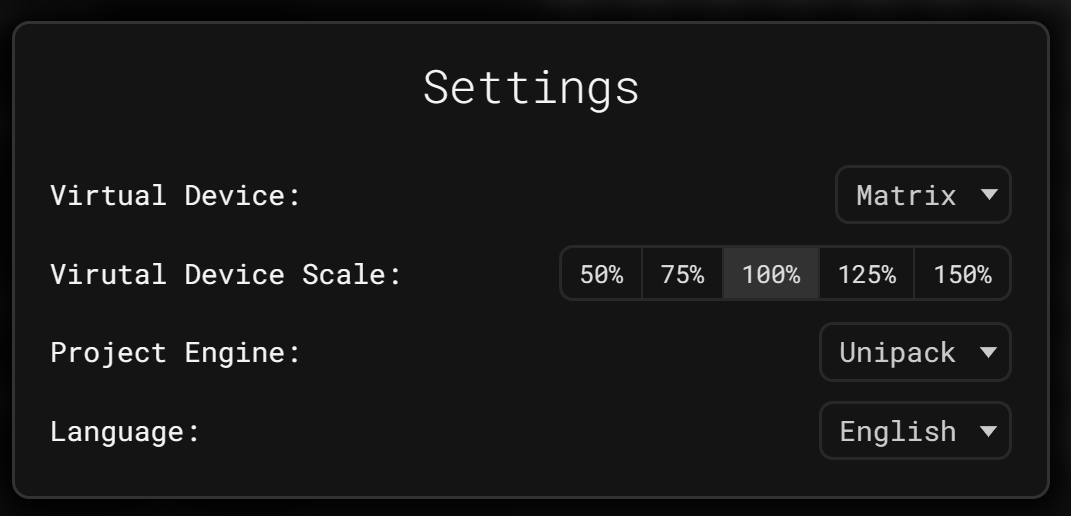 Settings
Virtual Device: Matrix
Virutal Device Scale: 50% 75% 100% 125% 150%
Project Engine: Unipack
Language: English